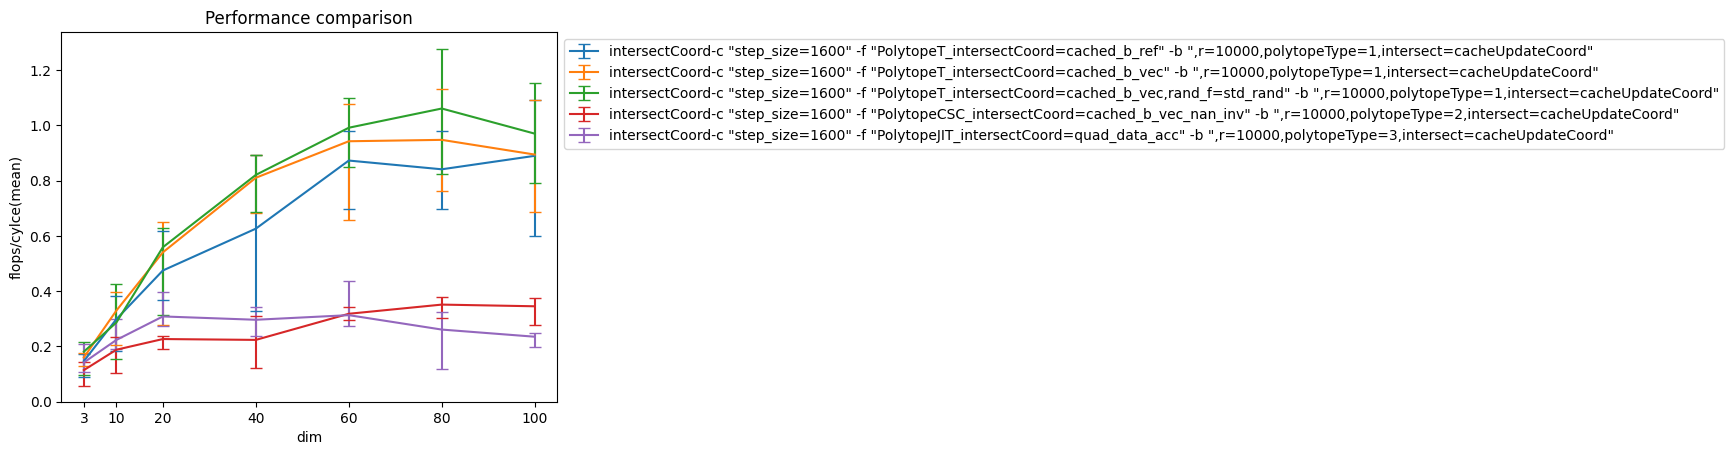 Performance comparison
flops/cylce(mean)
1.2
1.0
0.8
0.6
0.4
0.2
0.0
3 10 20 40 60 80 100
dim
intersectCoord-c "step_size=1600" -f "PolytopeT_intersectCoord=cached_b_ref" -b ",r=10000,polytopeType=1,intersect=cacheUpdateCoord"
intersectCoord-c "step_size=1600" -f "PolytopeT_intersectCoord=cached_b_vec" -b ",r=10000,polytopeType=1,intersect=cacheUpdateCoord"
intersectCoord-c "step_size=1600" -f "PolytopeT_intersectCoord=cached_b_vec,rand_f=std_rand" -b ",r=10000,polytopeType=1,intersect=cacheUpdateCoord"
intersectCoord-c "step_size=1600" -f "PolytopeCSC_intersectCoord=cached_b_vec_nan_inv" -b ",r=10000,polytopeType=2,intersect=cacheUpdateCoord"
intersectCoord-c "step_size=1600" -f "PolytopeJIT_intersectCoord=quad_data_acc" -b ",r=10000,polytopeType=3,intersect=cacheUpdateCoord"